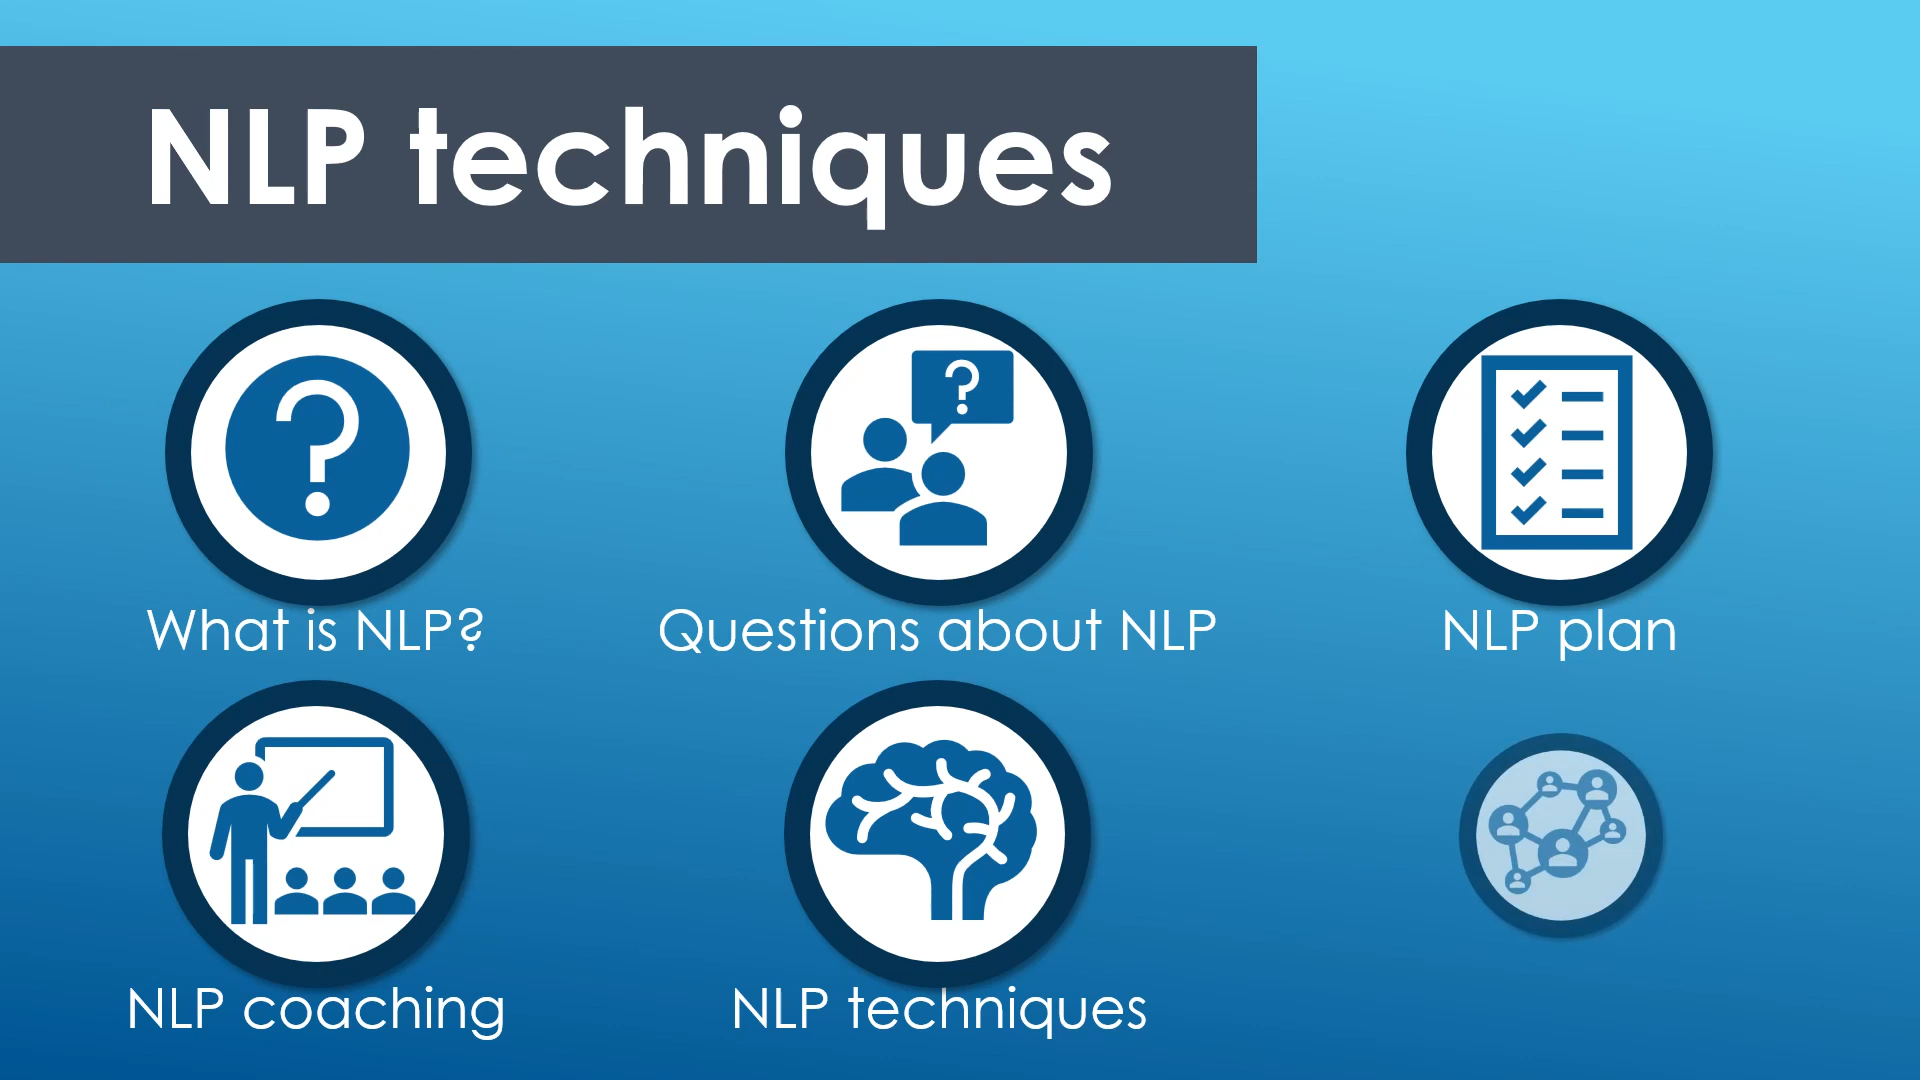 NLP techniques
What is NLP?
Questions about NLP
NLP plan
NLP coaching
NLP techniques